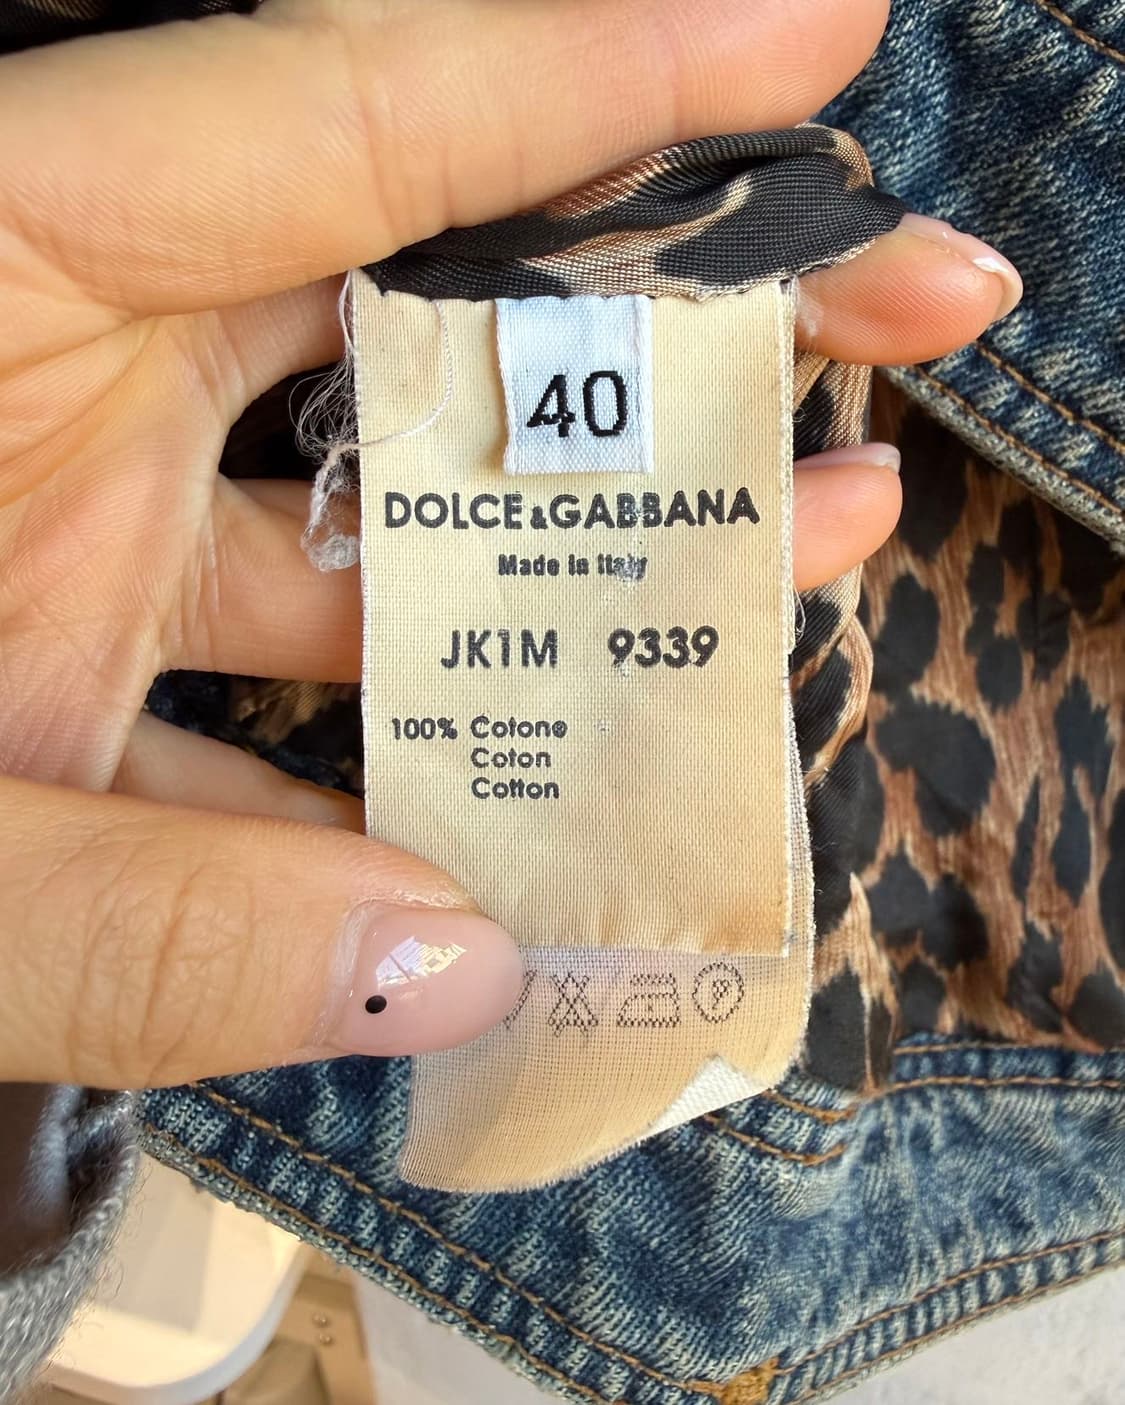 40
DOLCE&GABBANA
Made in Italy
JK1M 9339
100% Cotone
Coton
Cotton
P